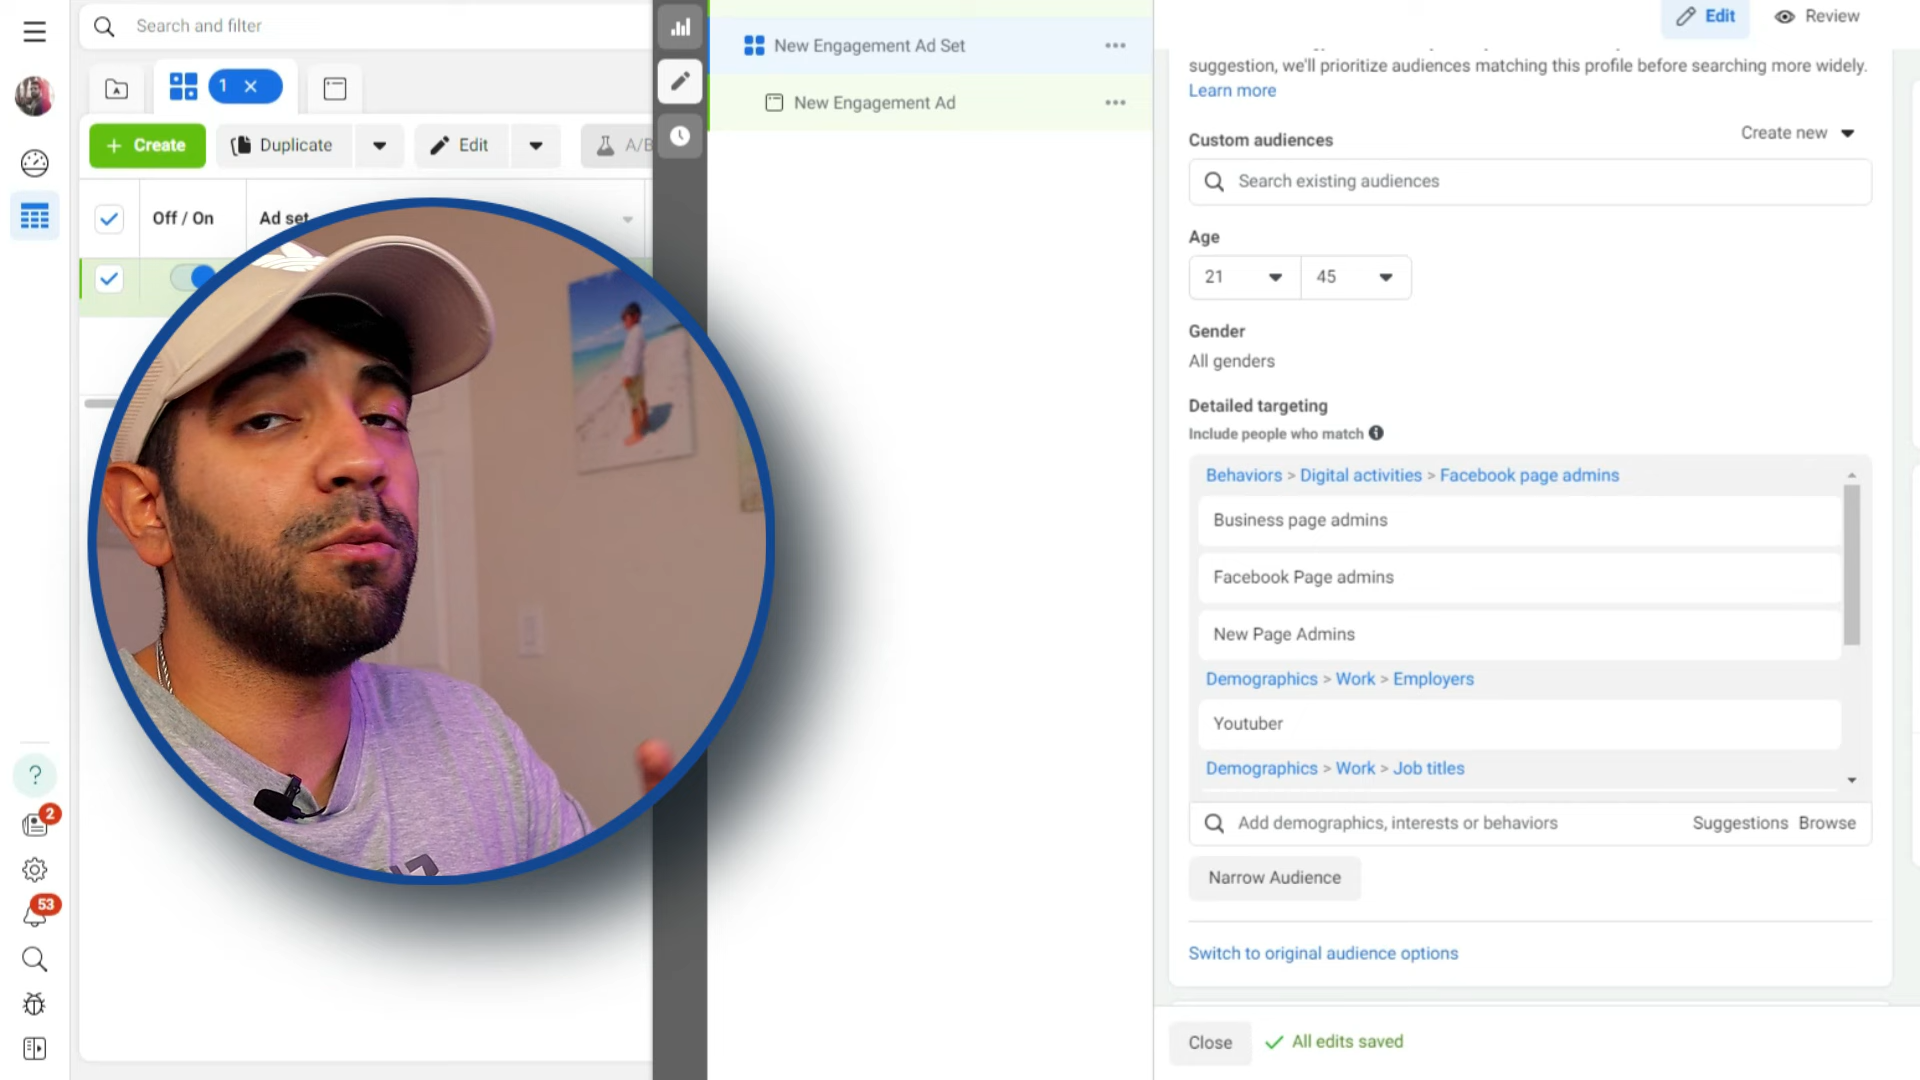 Search and filter
1
Create
Duplicate
Edit
A/B
Off / On
Ad set
2
53
New Engagement Ad Set
New Engagement Ad
Edit
Review
suggestion, we'll prioritize audiences matching this profile before searching more widely.
Learn more
Custom audiences
Create new
Search existing audiences
Age
21
45
Gender
All genders
Detailed targeting
Include people who match
Behaviors > Digital activities > Facebook page admins
Business page admins
Facebook Page admins
New Page Admins
Demographics > Work > Employers
Youtuber
Demographics > Work > Job titles
Add demographics, interests or behaviors
Suggestions
Browse
Narrow Audience
Switch to original audience options
Close
All edits saved